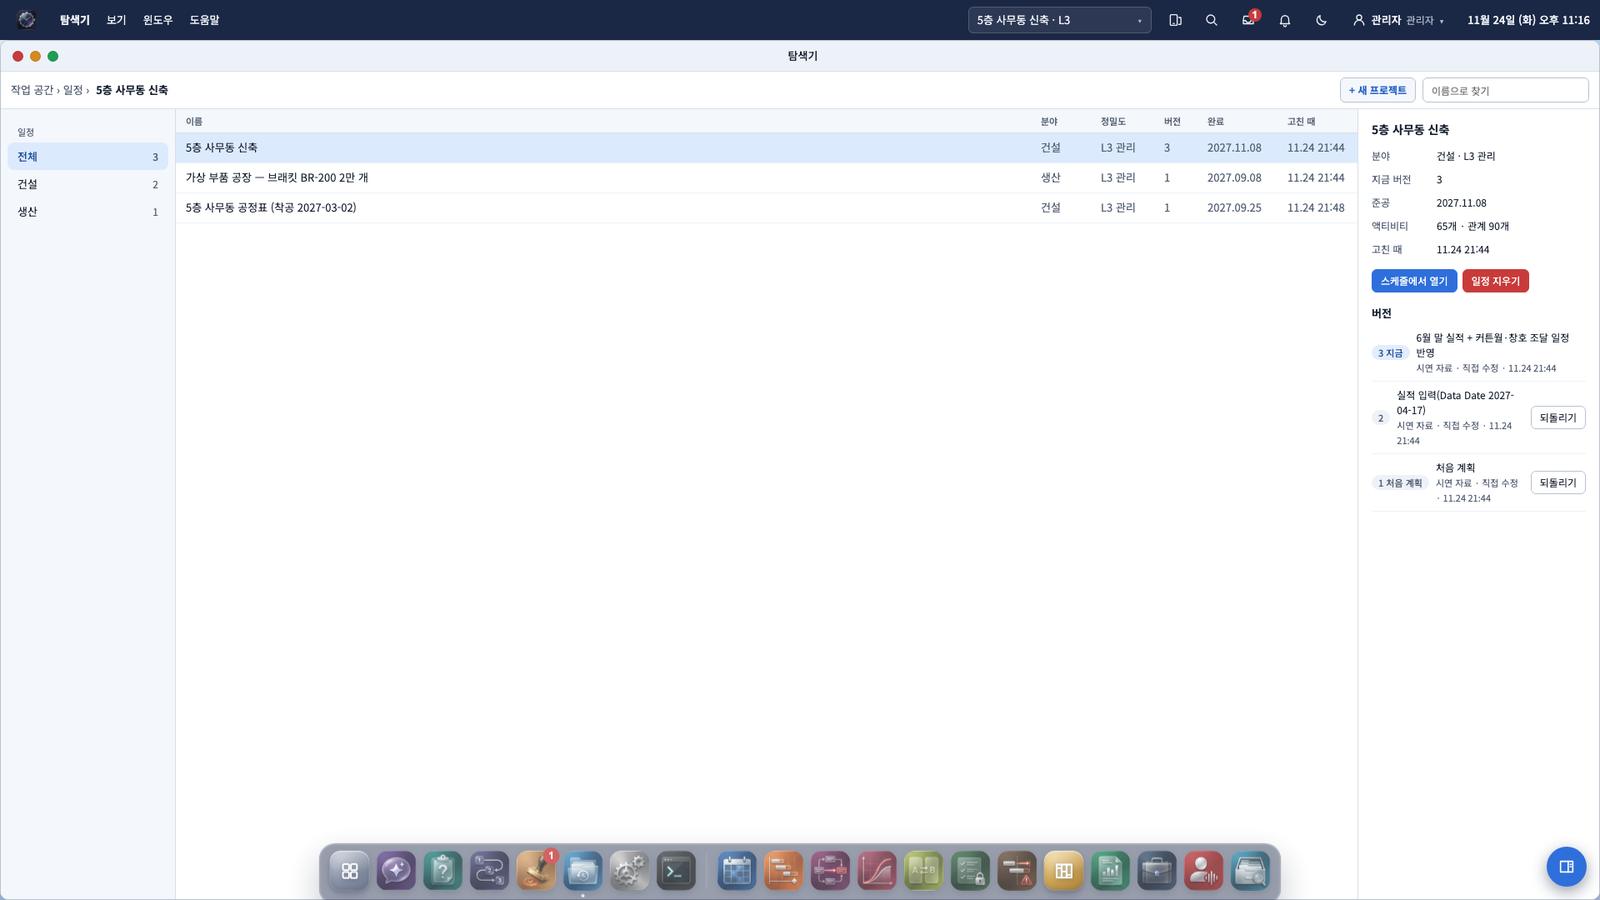 탐색기 보기 윈도우 도움말 5층 사무동 신축 · L3 1 관리자 관리자 11월 24일 (화) 오후 11:16
탐색기
작업 공간 › 일정 › 5층 사무동 신축 + 새 프로젝트 이름으로 찾기
일정
전체 3
건설 2
생산 1
이름 분야 정밀도 버전 완료 고친 때
5층 사무동 신축 건설 L3 관리 3 2027.11.08 11.24 21:44
가상 부품 공장 — 브래킷 BR-200 2만 개 생산 L3 관리 1 2027.09.08 11.24 21:44
5층 사무동 공정표 (착공 2027-03-02) 건설 L3 관리 1 2027.09.25 11.24 21:48
5층 사무동 신축
분야 건설 · L3 관리
지금 버전 3
준공 2027.11.08
액티비티 65개 · 관계 90개
고친 때 11.24 21:44
스케줄에서 열기 일정 지우기
버전
3 지금
6월 말 실적 + 커튼월·창호 조달 일정
반영
시연 자료 · 직접 수정 · 11.24 21:44
2
실적 입력(Data Date 2027-
04-17)
시연 자료 · 직접 수정 · 11.24
21:44
되돌리기
1 처음 계획
처음 계획
시연 자료 · 직접 수정
· 11.24 21:44
되돌리기
? 1 A B
1